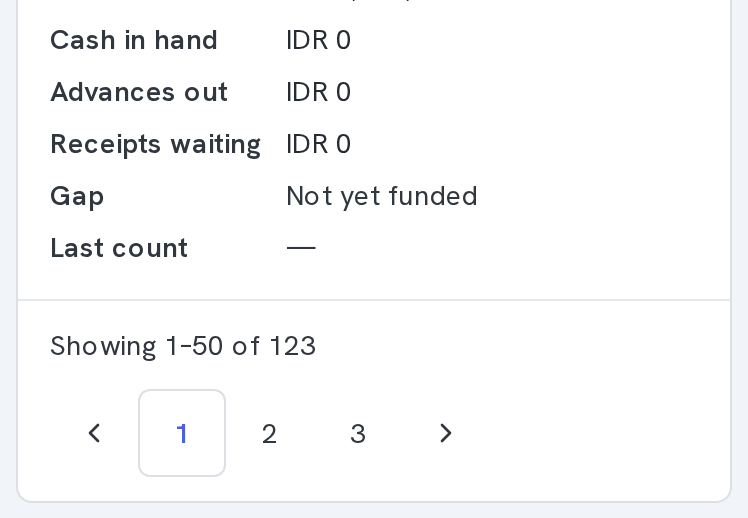 Cash in hand IDR 0
Advances out IDR 0
Receipts waiting IDR 0
Gap Not yet funded
Last count —
Showing 1–50 of 123
1 2 3